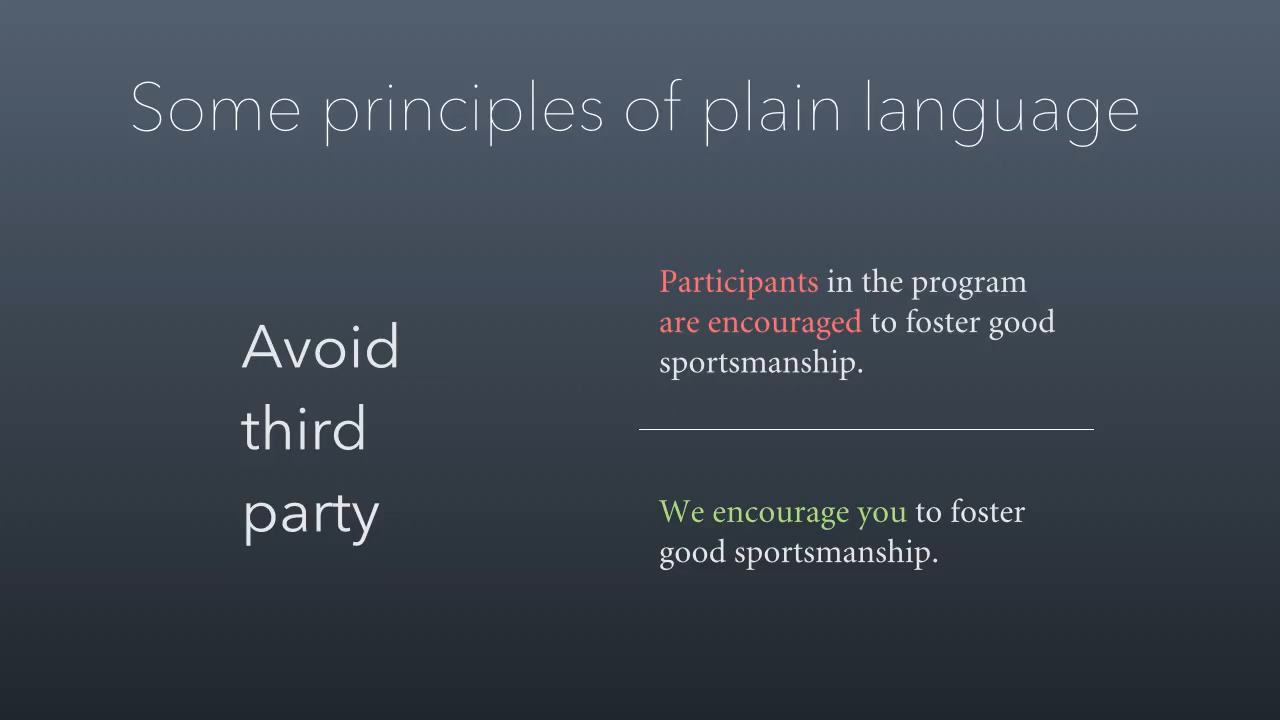 Some principles of plain language
Avoid
third
party
Participants in the program
are encouraged to foster good
sportsmanship.
We encourage you to foster
good sportsmanship.